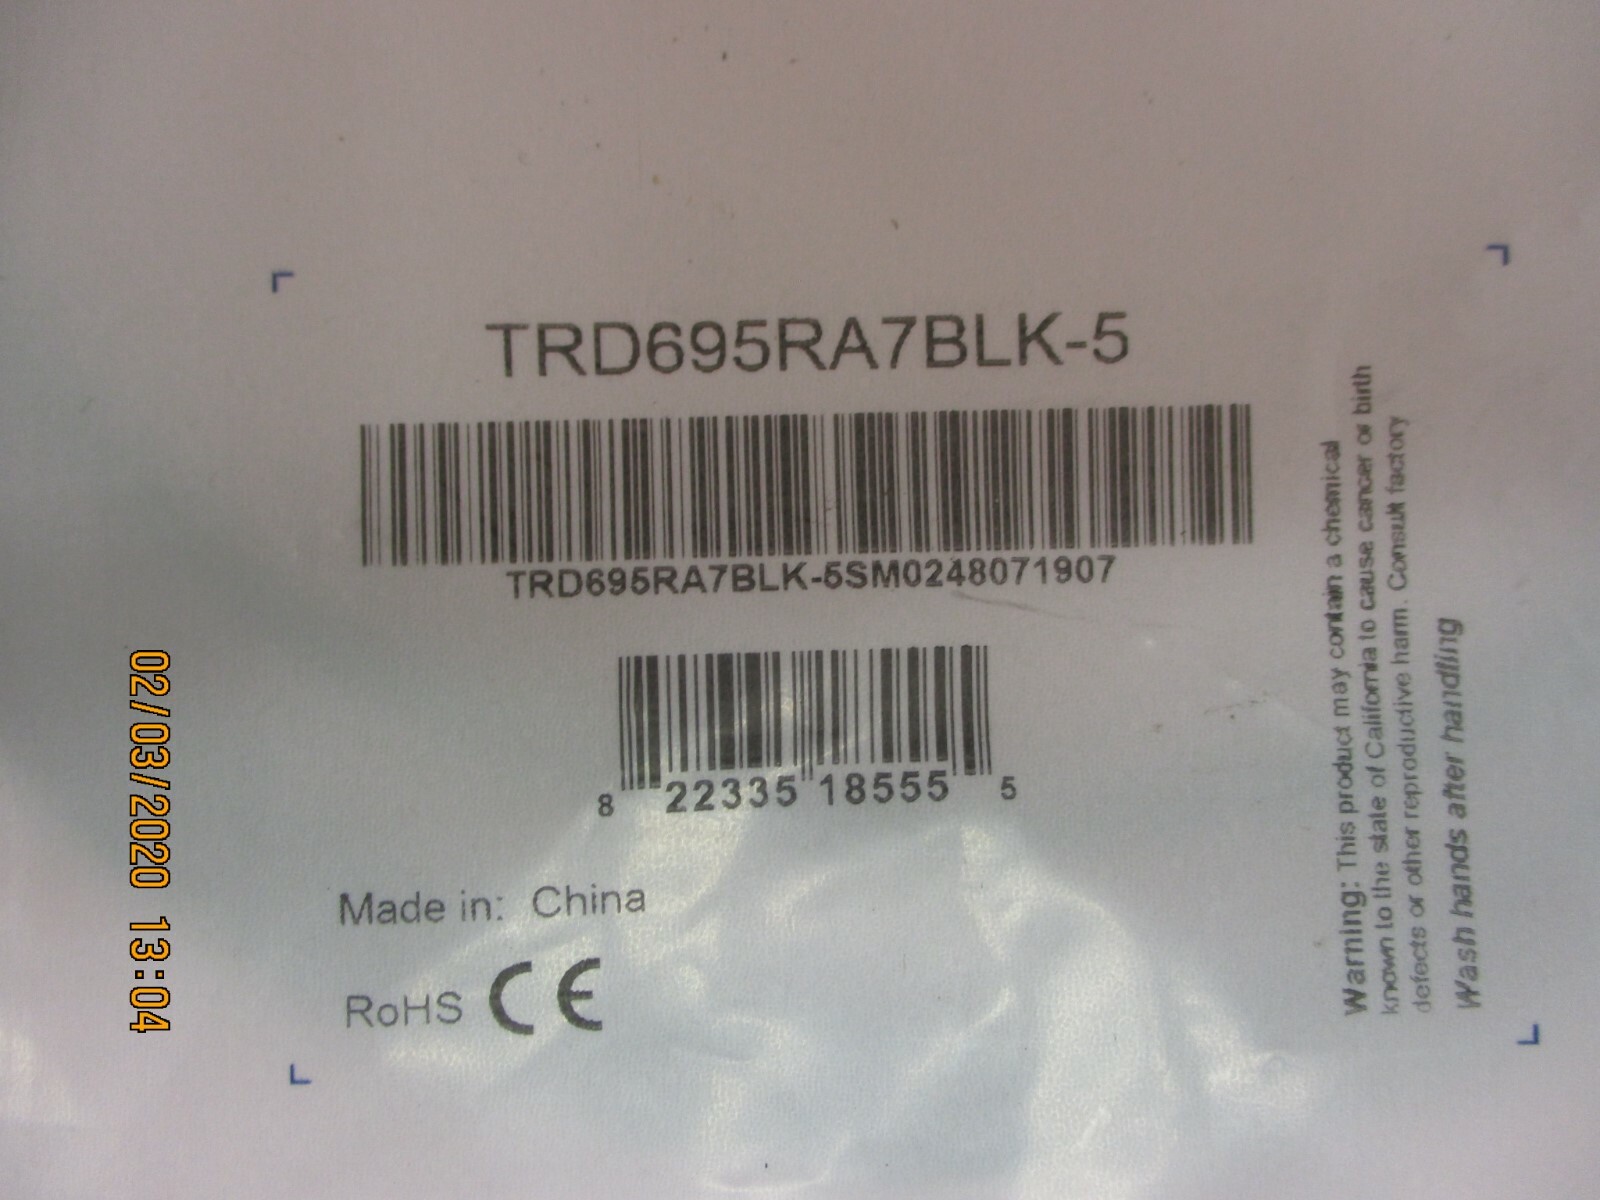 TRD695RA7BLK-5
TRD695RA7BLK-5SM0248071907
8 22335 18555 5
Made in: China
RoHS CE
Warning: This product may contain a chemical
known to the state of California to cause cancer or birth
defects or other reproductive harm. Consult factory
Wash hands after handling
02/03/2020 13:04